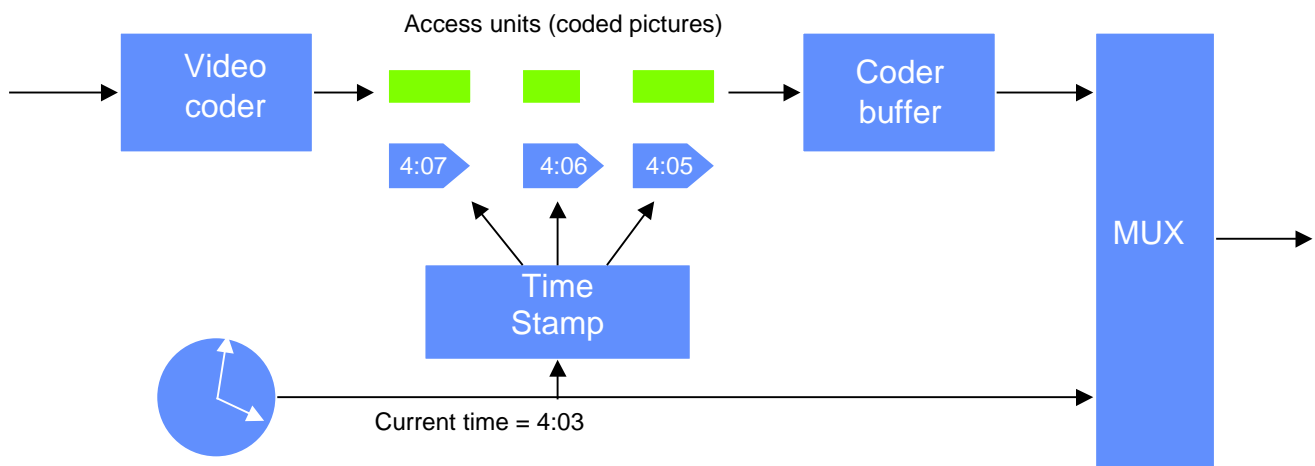 Access units (coded pictures)
Video
coder
Coder
buffer
4:07
4:06
4:05
MUX
Time
Stamp
Current time = 4:03